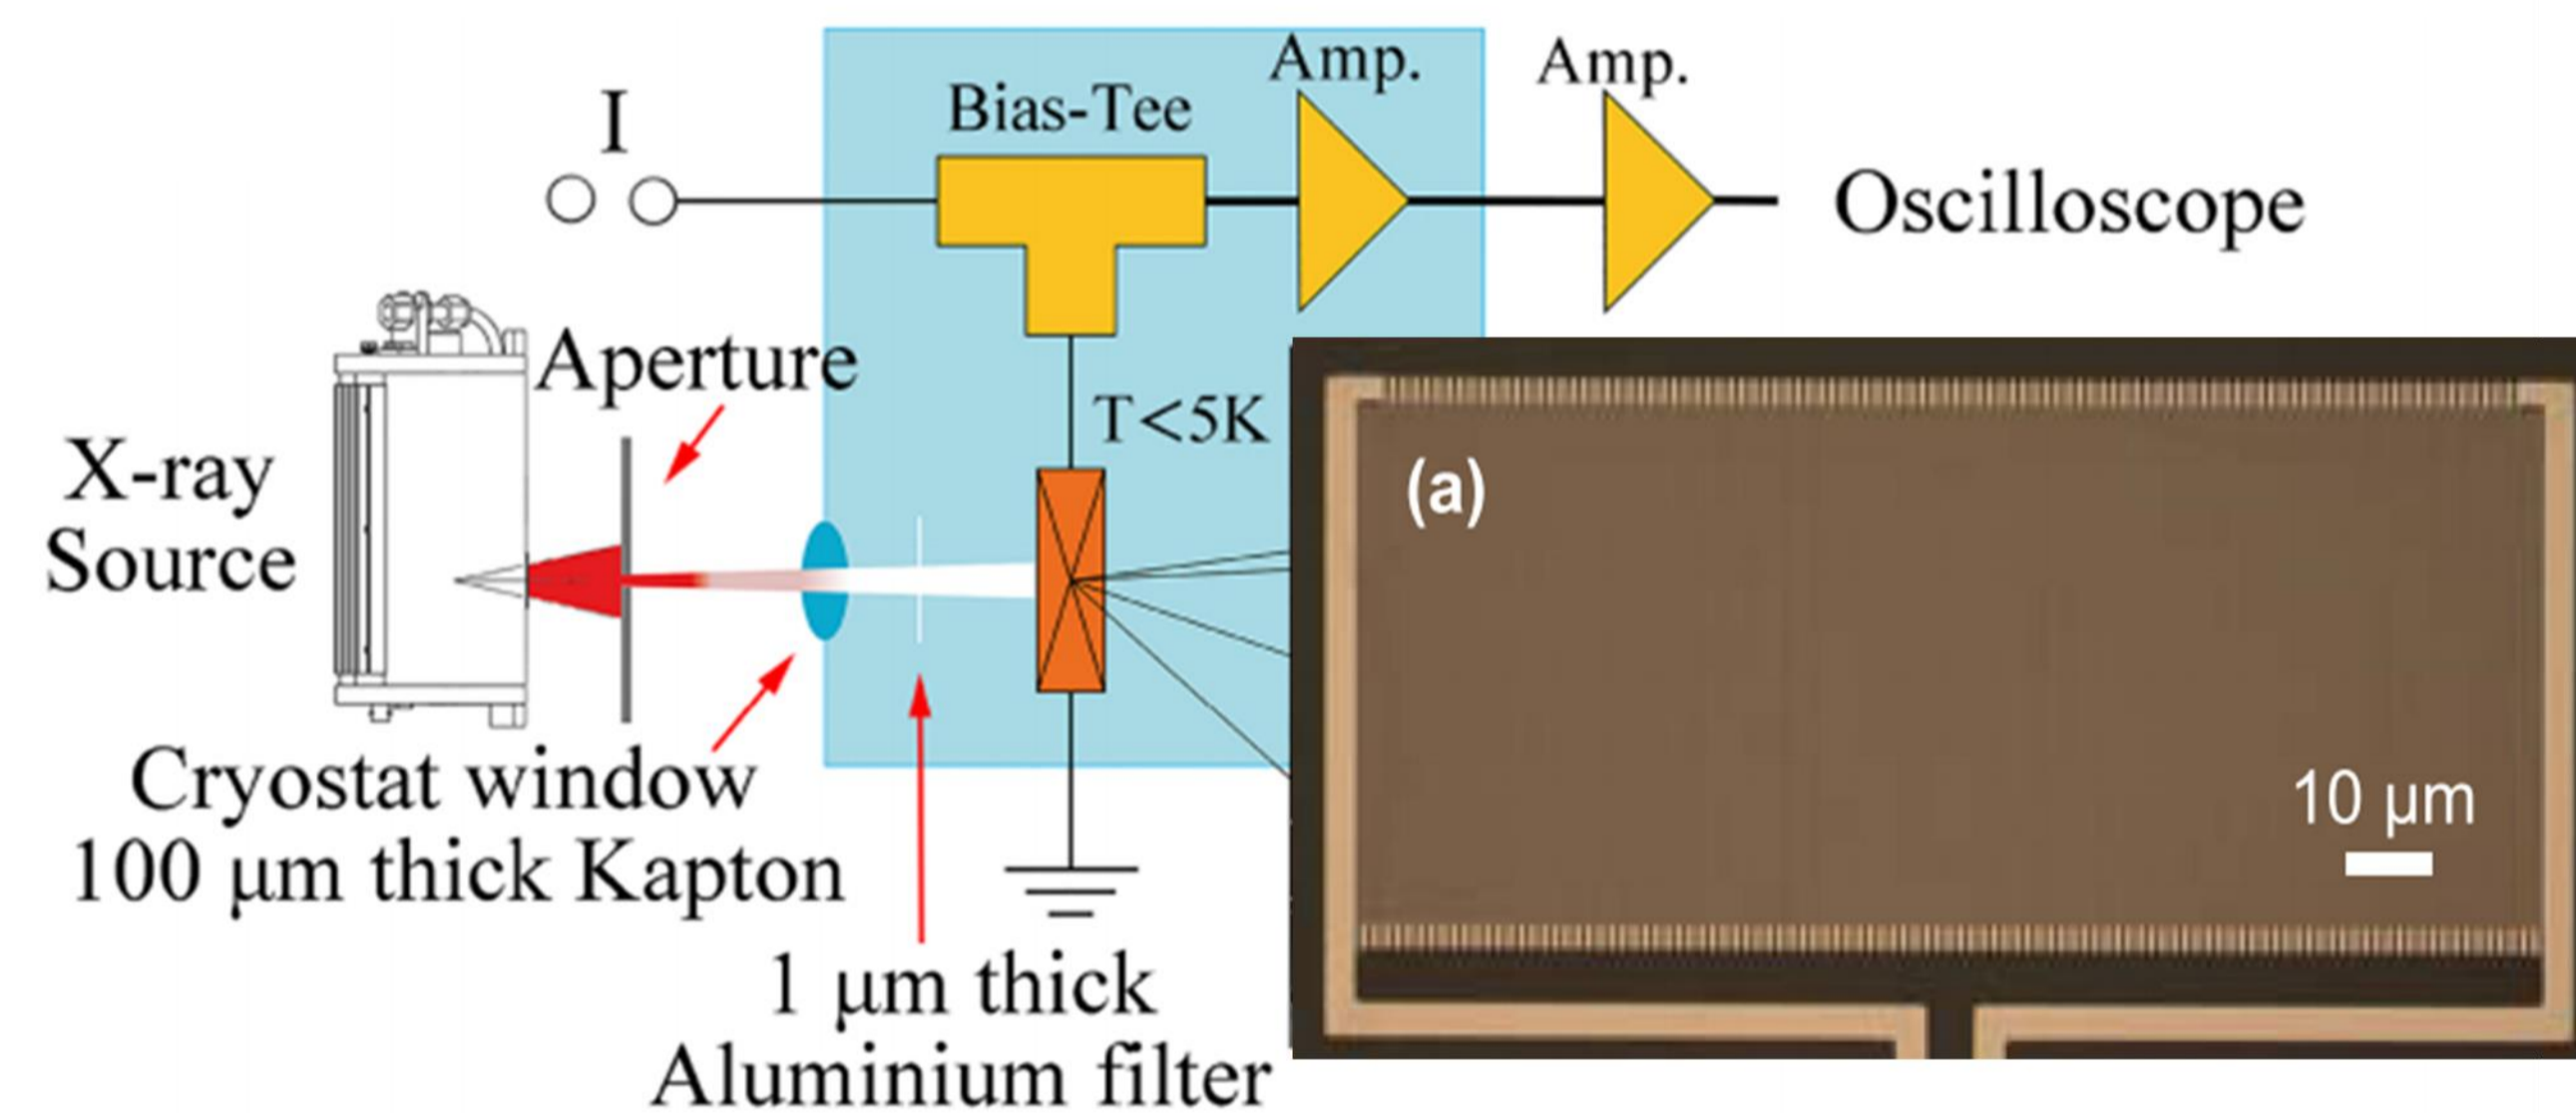 I
Bias-Tee
Amp.
Amp.
Oscilloscope
Aperture
T<5K
X-ray
Source
(a)
10 μm
Cryostat window
100 μm thick Kapton
1 μm thick
Aluminium filter